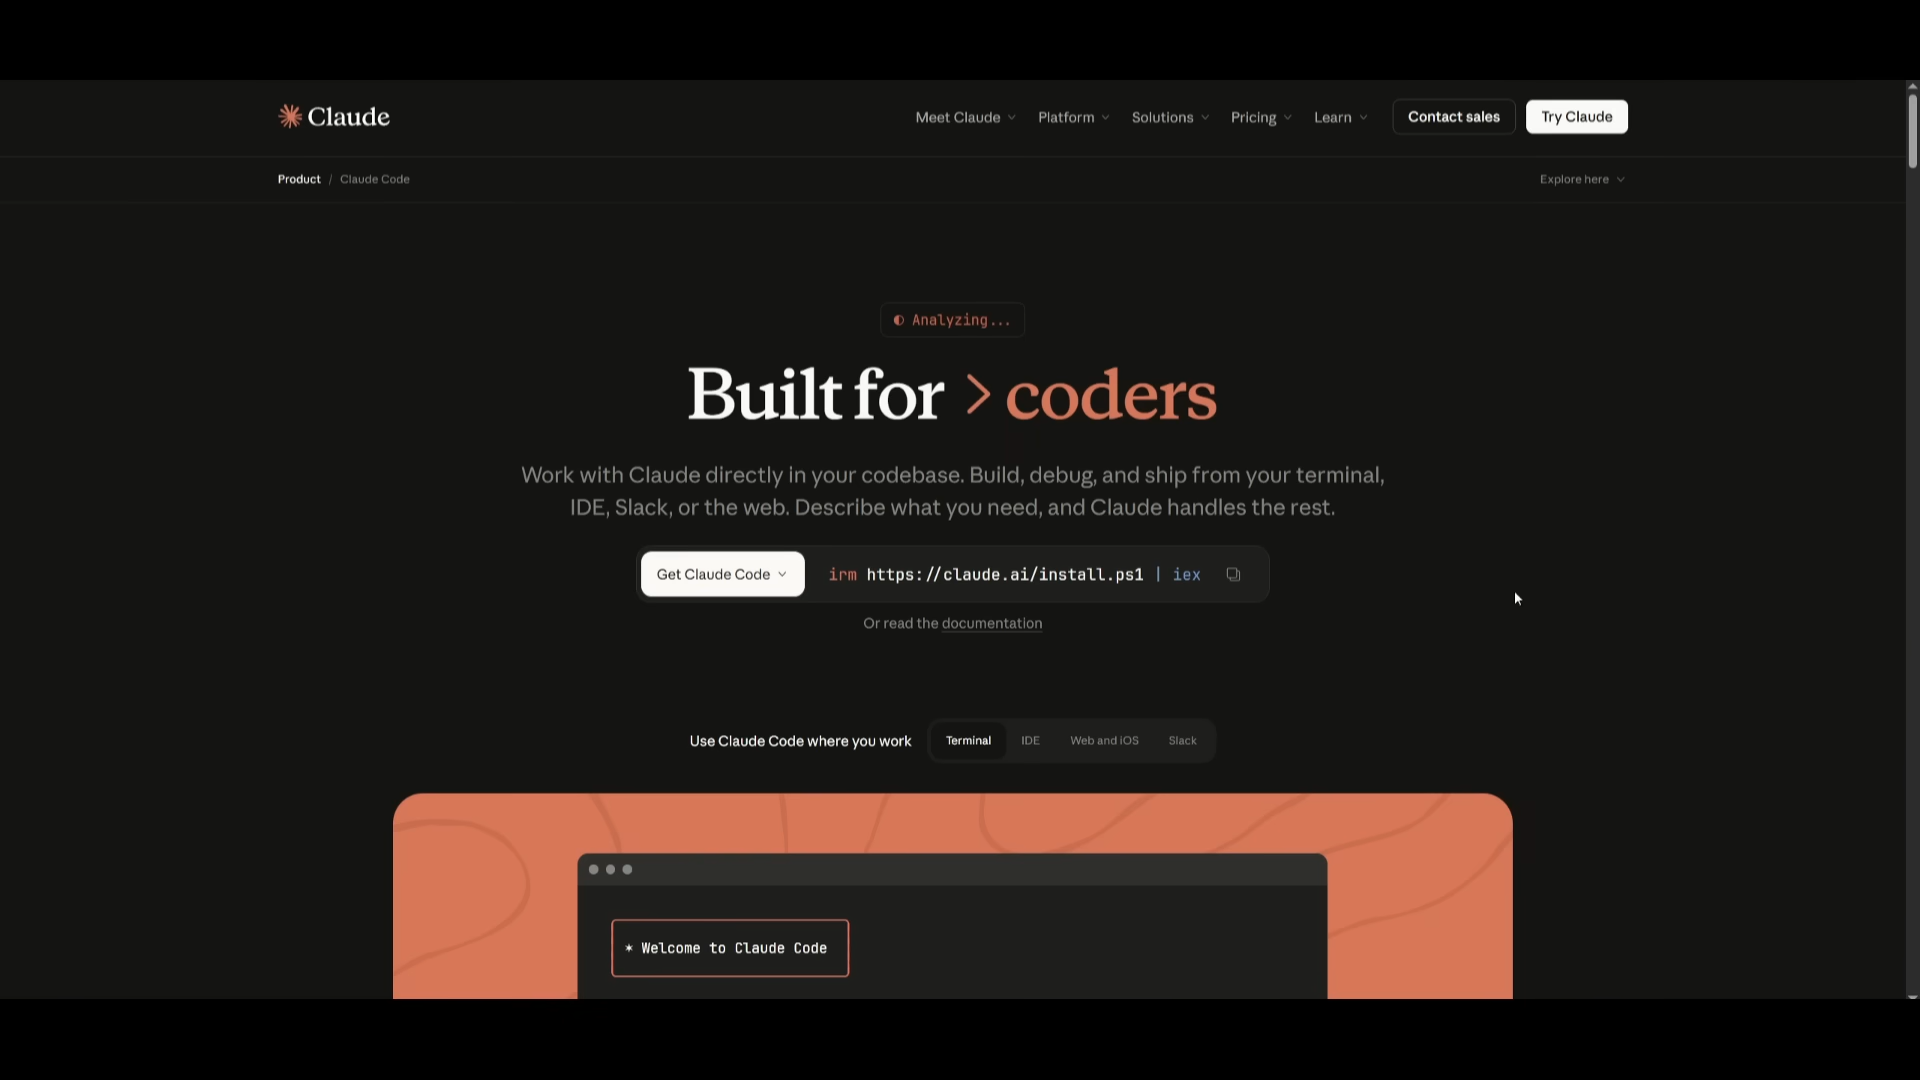 Claude
Meet Claude Platform Solutions Pricing Learn Contact sales Try Claude
Product / Claude Code Explore here
Analyzing...
Built for > coders
Work with Claude directly in your codebase. Build, debug, and ship from your terminal,
IDE, Slack, or the web. Describe what you need, and Claude handles the rest.
Get Claude Code irm https://claude.ai/install.ps1 | iex
Or read the documentation
Use Claude Code where you work Terminal IDE Web and iOS Slack
* Welcome to Claude Code